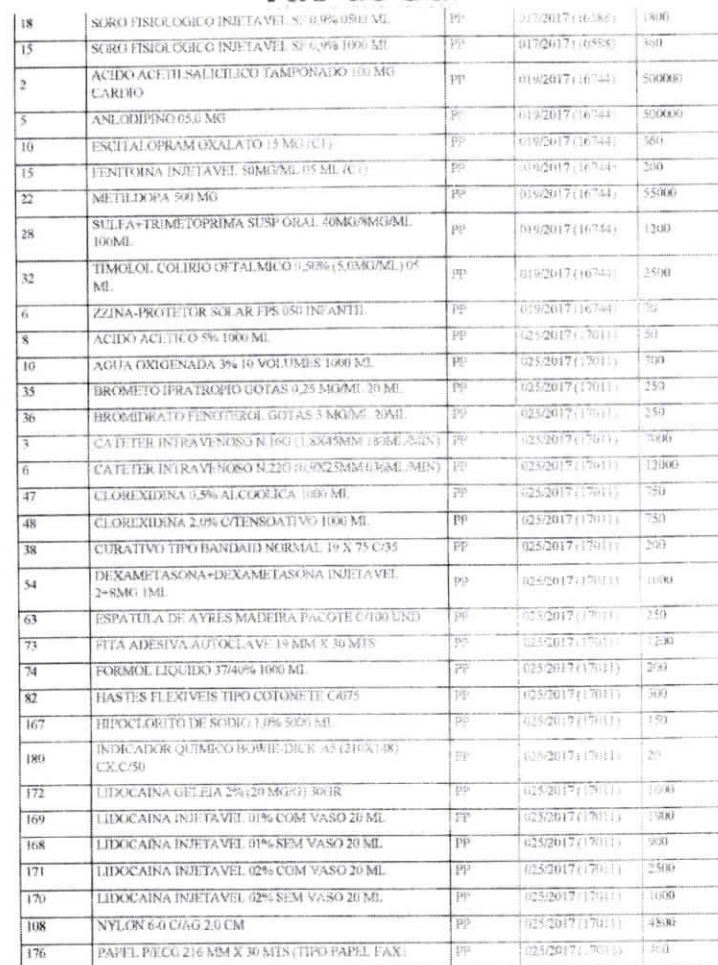 18 SORO FISIOLOGICO INJETAVEL SF 0,9% 0500 ML PP 017/2017 (16588) 1800
15 SORO FISIOLOGICO INJETAVEL SF 0,9% 1000 ML PP 017/2017 (16588) 360
2 ACIDO ACETILSALICILICO TAMPONADO 100 MG
CARDIO PP 019/2017 (16744) 500000
5 ANLODIPINO 05,0 MG PP 019/2017 (16744) 500000
10 ESCITALOPRAM OXALATO 15 MG (C1) PP 019/2017 (16744) 360
15 FENITOINA INJETAVEL 50MG/ML 05 ML (C1) PP 019/2017 (16744) 200
22 METILDOPA 500 MG PP 019/2017 (16744) 55000
28 SULFA+TRIMETOPRIMA SUSP ORAL 40MG/8MG/ML
100ML PP 019/2017 (16744) 1200
32 TIMOLOL COLIRIO OFTALMICO 0,50% (5,0MG/ML) 05
ML PP 019/2017 (16744) 2500
6 ZZINA-PROTETOR SOLAR FPS 050 INFANTIL PP 019/2017 (16744)
8 ACIDO ACETICO 5% 1000 ML PP 025/2017 (17011) 50
10 AGUA OXIGENADA 3% 10 VOLUMES 1000 ML PP 025/2017 (17011) 300
35 BROMETO IPRATROPIO GOTAS 0,25 MG/ML 20 ML PP 025/2017 (17011) 250
36 BROMIDRATO FENOTEROL GOTAS 5 MG/ML 20ML PP 025/2017 (17011) 250
3 CATETER INTRAVENOSO N.16G (1,8X45MM 180ML/MIN) PP 025/2017 (17011) 7000
6 CATETER INTRAVENOSO N.22G (0,9X25MM 036ML/MIN) PP 025/2017 (17011) 12000
47 CLOREXIDINA 0,5% ALCOOLICA 1000 ML PP 025/2017 (17011) 750
48 CLOREXIDINA 2,0% C/TENSOATIVO 1000 ML PP 025/2017 (17011) 750
38 CURATIVO TIPO BANDAID NORMAL 19 X 75 C/35 PP 025/2017 (17011) 200
54 DEXAMETASONA+DEXAMETASONA INJETAVEL
2+8MG 1ML PP 025/2017 (17011)
63 ESPATULA DE AYRES MADEIRA PACOTE C/100 UND PP 025/2017 (17011) 250
73 FITA ADESIVA AUTOCLAVE 19 MM X 30 MTS PP 025/2017 (17011) 1200
74 FORMOL LIQUIDO 37/40% 1000 ML PP 025/2017 (17011) 200
82 HASTES FLEXIVEIS TIPO COTONETE C/075 PP 025/2017 (17011) 300
167 HIPOCLORITO DE SODIO 1,0% 5000 ML PP 025/2017 (17011) 150
180 INDICADOR QUIMICO BOWIE-DICK A5 (210X148)
CX.C/50 PP 025/2017 (17011)
172 LIDOCAINA GELEIA 2% (20 MG/G) 30GR PP 025/2017 (17011) 1600
169 LIDOCAINA INJETAVEL 01% COM VASO 20 ML PP 025/2017 (17011)
168 LIDOCAINA INJETAVEL 01% SEM VASO 20 ML PP 025/2017 (17011) 900
171 LIDOCAINA INJETAVEL 02% COM VASO 20 ML PP 025/2017 (17011) 2500
170 LIDOCAINA INJETAVEL 02% SEM VASO 20 ML PP 025/2017 (17011) 1600
108 NYLON 6-0 C/AG 2,0 CM PP 025/2017 (17011) 4800
176 PAPEL P/ECG 216 MM X 30 MTS (TIPO PAPEL FAX) PP 025/2017 (17011)